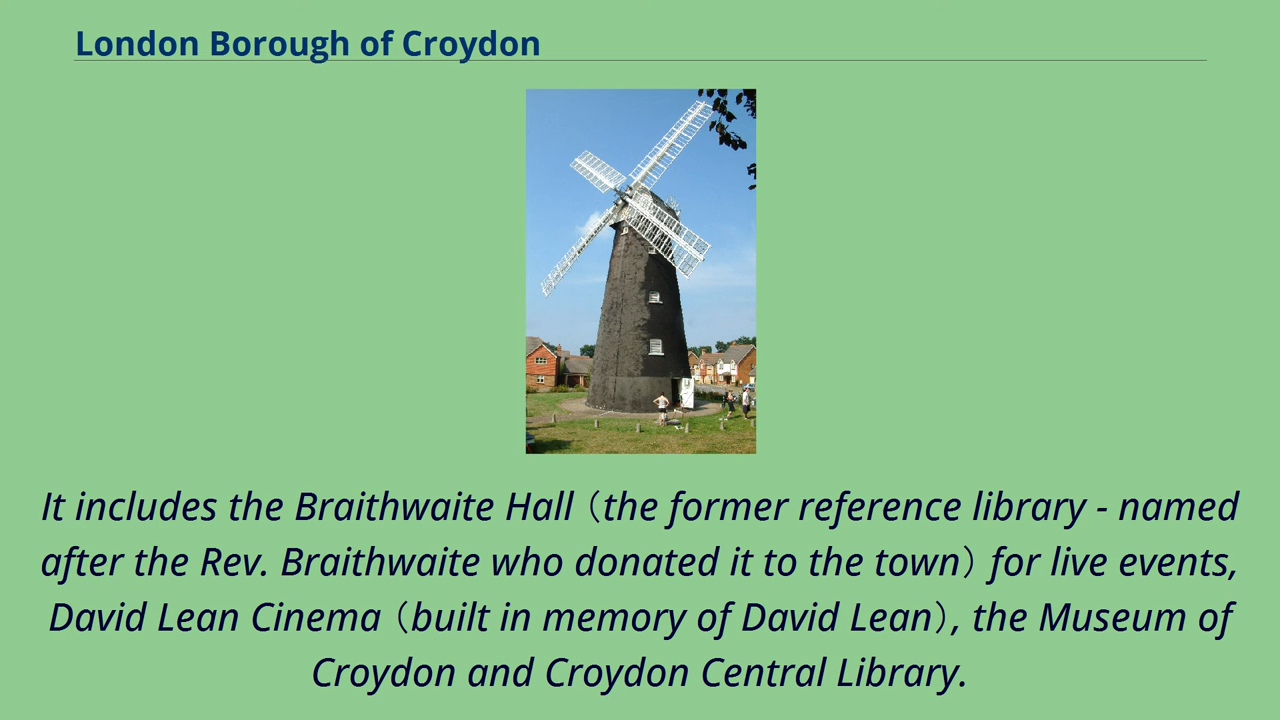 London Borough of Croydon
It includes the Braithwaite Hall（the former reference library - named
after the Rev. Braithwaite who donated it to the town）for live events,
David Lean Cinema（built in memory of David Lean）, the Museum of
Croydon and Croydon Central Library.